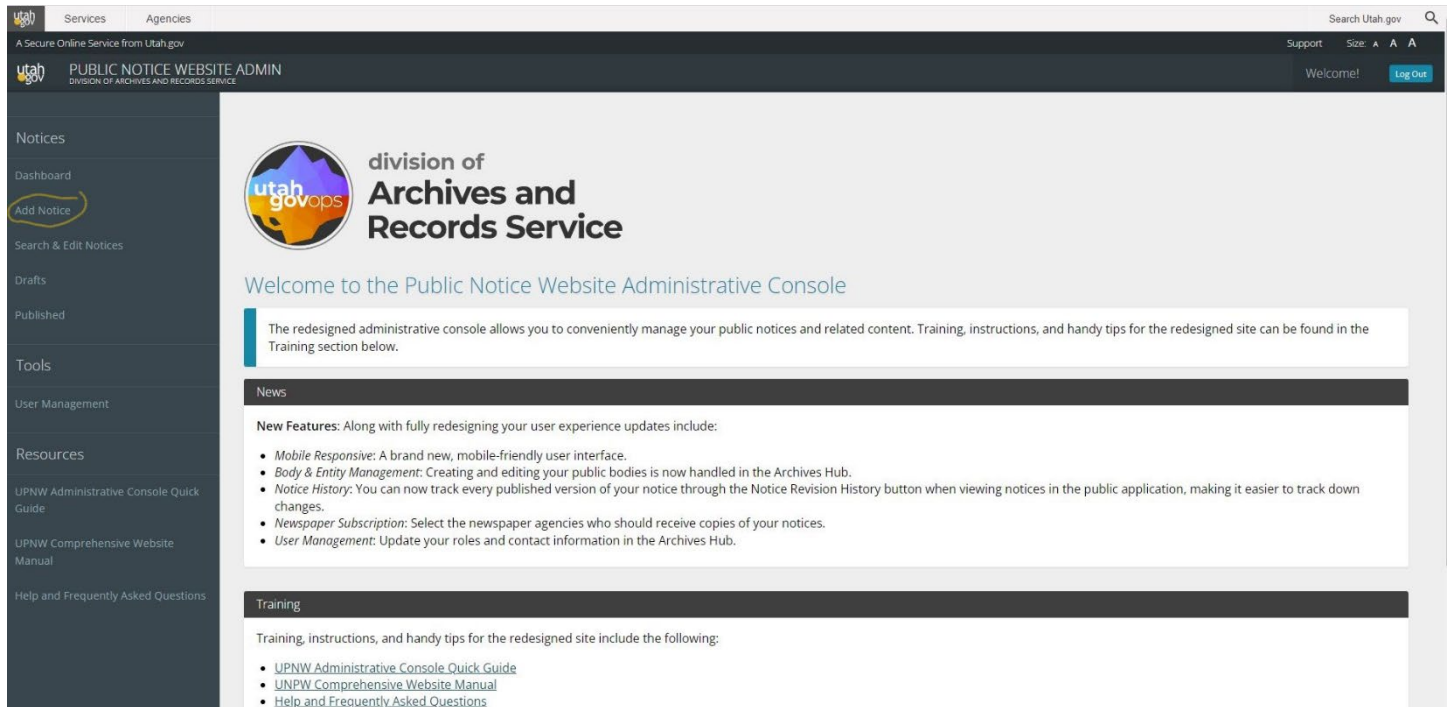 utah
gov
Services
Agencies
Search Utah.gov
A Secure Online Service from Utah.gov
Support
Size: A A A
utah
gov
PUBLIC NOTICE WEBSITE ADMIN
DIVISION OF ARCHIVES AND RECORDS SERVICE
Welcome!
Log Out
Notices
Dashboard
Add Notice
Search & Edit Notices
Drafts
Published
Tools
User Management
Resources
UPNW Administrative Console Quick
Guide
UPNW Comprehensive Website
Manual
Help and Frequently Asked Questions
utah
govops
division of
Archives and
Records Service
Welcome to the Public Notice Website Administrative Console
The redesigned administrative console allows you to conveniently manage your public notices and related content. Training, instructions, and handy tips for the redesigned site can be found in the
Training section below.
News
New Features: Along with fully redesigning your user experience updates include:
• Mobile Responsive: A brand new, mobile-friendly user interface.
• Body & Entity Management: Creating and editing your public bodies is now handled in the Archives Hub.
• Notice History: You can now track every published version of your notice through the Notice Revision History button when viewing notices in the public application, making it easier to track down
changes.
• Newspaper Subscription: Select the newspaper agencies who should receive copies of your notices.
• User Management: Update your roles and contact information in the Archives Hub.
Training
Training, instructions, and handy tips for the redesigned site include the following:
• UPNW Administrative Console Quick Guide
• UNPW Comprehensive Website Manual
• Help and Frequently Asked Questions